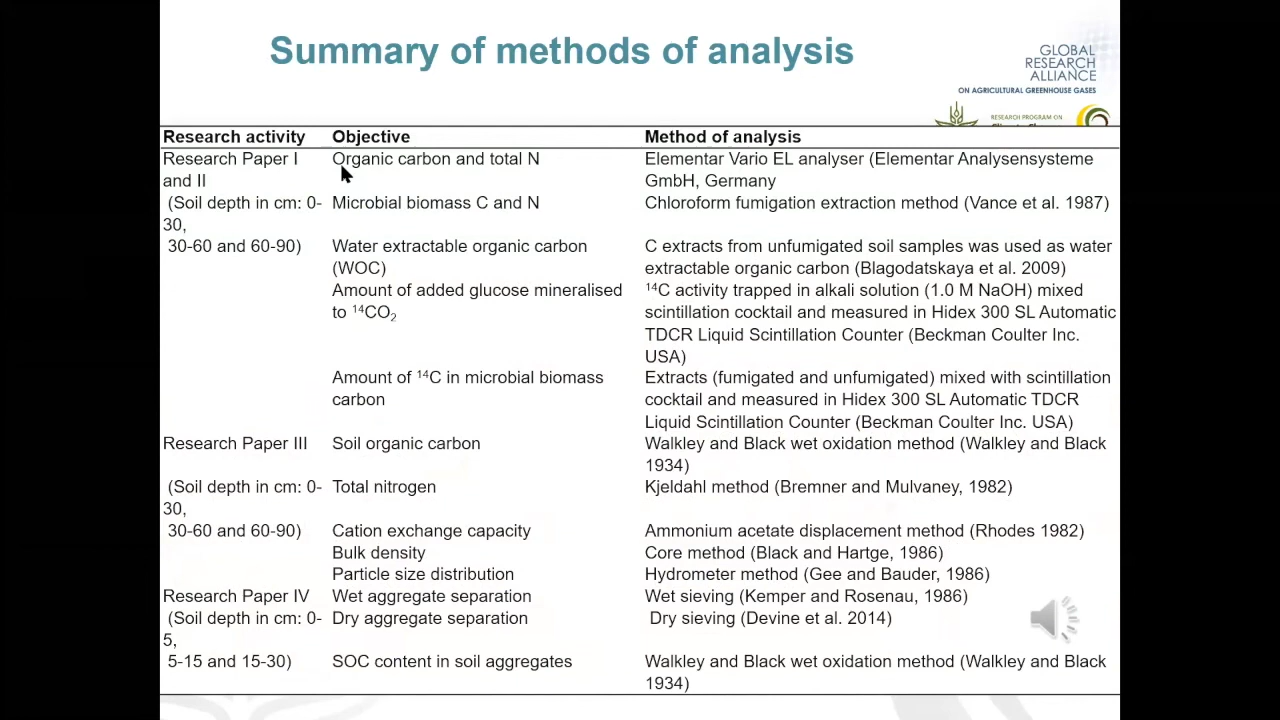 Summary of methods of analysis
GLOBAL
RESEARCH
ALLIANCE
ON AGRICULTURAL GREENHOUSE GASES
RESEARCH PROGRAM ON
Research activity Objective Method of analysis
Research Paper I Organic carbon and total N Elementar Vario EL analyser (Elementar Analysensysteme
and II GmbH, Germany
(Soil depth in cm: 0- Microbial biomass C and N Chloroform fumigation extraction method (Vance et al. 1987)
30,
30-60 and 60-90) Water extractable organic carbon C extracts from unfumigated soil samples was used as water
(WOC) extractable organic carbon (Blagodatskaya et al. 2009)
Amount of added glucose mineralised ¹⁴C activity trapped in alkali solution (1.0 M NaOH) mixed
to ¹⁴CO₂ scintillation cocktail and measured in Hidex 300 SL Automatic
TDCR Liquid Scintillation Counter (Beckman Coulter Inc.
USA)
Amount of ¹⁴C in microbial biomass Extracts (fumigated and unfumigated) mixed with scintillation
carbon cocktail and measured in Hidex 300 SL Automatic TDCR
Liquid Scintillation Counter (Beckman Coulter Inc. USA)
Research Paper III Soil organic carbon Walkley and Black wet oxidation method (Walkley and Black
1934)
(Soil depth in cm: 0- Total nitrogen Kjeldahl method (Bremner and Mulvaney, 1982)
30,
30-60 and 60-90) Cation exchange capacity Ammonium acetate displacement method (Rhodes 1982)
Bulk density Core method (Black and Hartge, 1986)
Particle size distribution Hydrometer method (Gee and Bauder, 1986)
Research Paper IV Wet aggregate separation Wet sieving (Kemper and Rosenau, 1986)
(Soil depth in cm: 0- Dry aggregate separation Dry sieving (Devine et al. 2014)
5,
5-15 and 15-30) SOC content in soil aggregates Walkley and Black wet oxidation method (Walkley and Black
1934)